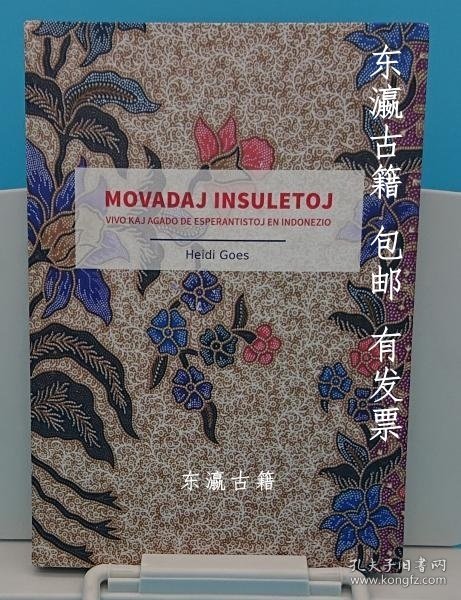 MOVADAJ INSULETOJ
VIVO KAJ AGADO DE ESPERANTISTOJ EN INDONEZIO
Heidi Goes
东瀛古籍 包邮 有发票
东瀛古籍
孔夫子旧书网
www.kongfz.com